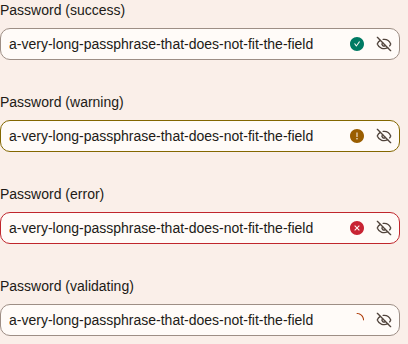 Password (success)
a-very-long-passphrase-that-does-not-fit-the-field
Password (warning)
a-very-long-passphrase-that-does-not-fit-the-field
Password (error)
a-very-long-passphrase-that-does-not-fit-the-field
Password (validating)
a-very-long-passphrase-that-does-not-fit-the-field